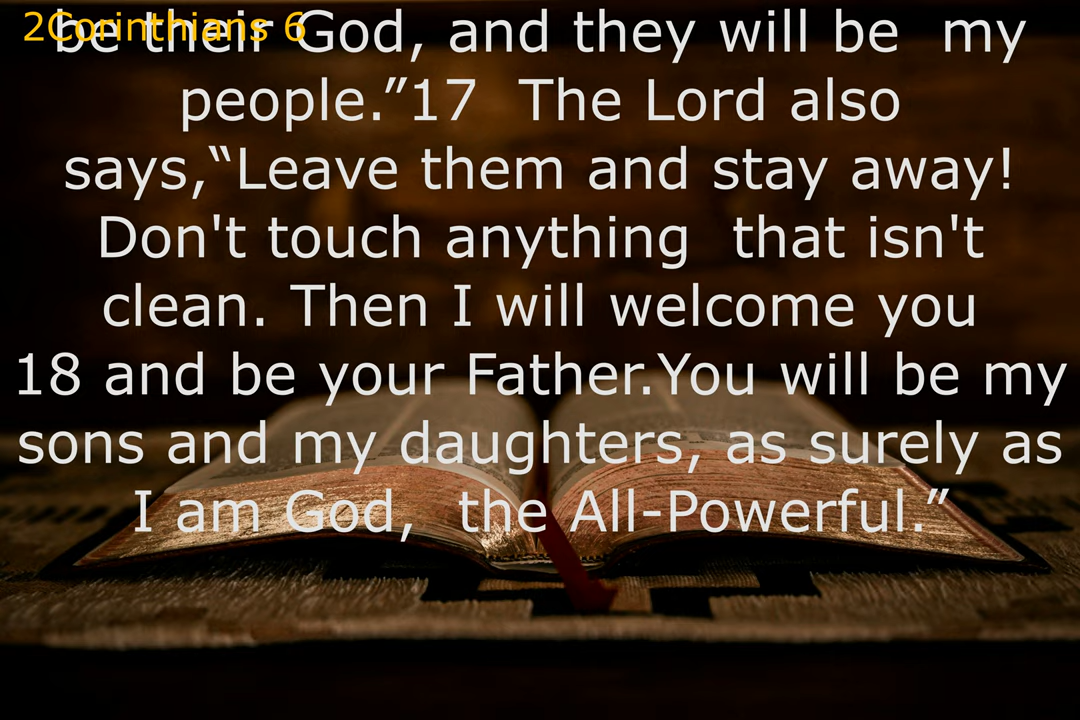 2Corinthians 6
be their God, and they will be  my
people.”17  The Lord also
says,“Leave them and stay away!
Don't touch anything  that isn't
clean. Then I will welcome you
18 and be your Father.You will be my
sons and my daughters, as surely as
I am God,  the All-Powerful.”